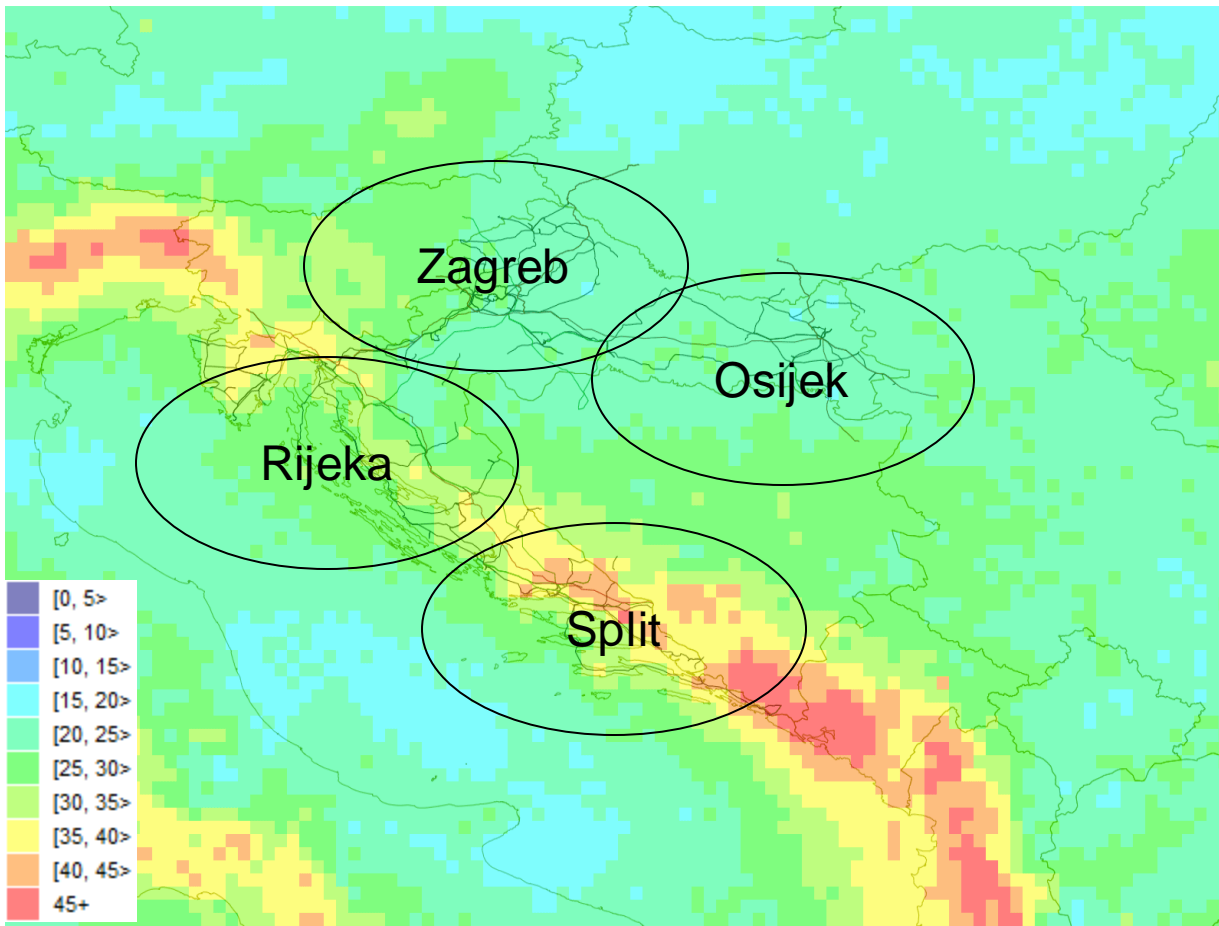 Zagreb
Osijek
Rijeka
Split
[0, 5>
[5, 10>
[10, 15>
[15, 20>
[20, 25>
[25, 30>
[30, 35>
[35, 40>
[40, 45>
45+